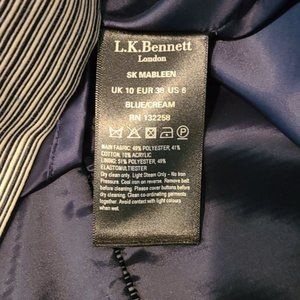 L.K.Bennett
London
SK MABLEEN
UK 10 EUR 38 US 6
BLUE/CREAM
RN 132258
MAIN FABRIC: 49% POLYESTER, 41%
COTTON, 10% ACRYLIC
LINING: 51% POLYESTER, 49%
ELASTOMULTIESTER
Dry clean only. Light Steam Only - No Iron
Pressure. Cool iron on reverse. Remove belt
before cleaning. Please cover buttons before
dry cleaning. Clean co-ordinating garments
together. Avoid contact with light colours
when wet.